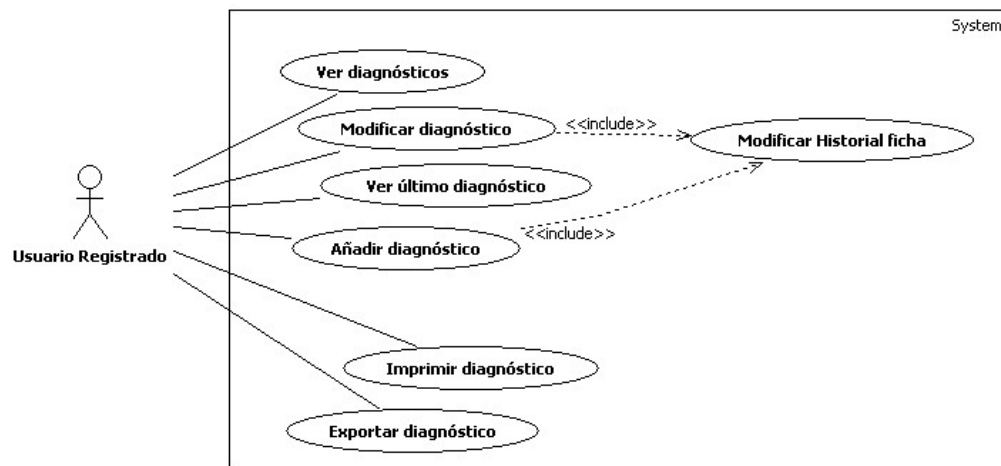 System
Ver diagnósticos
Modificar diagnóstico
<<include>>
Modificar Historial ficha
Ver último diagnóstico
<<include>>
Añadir diagnóstico
Usuario Registrado
Imprimir diagnóstico
Exportar diagnóstico